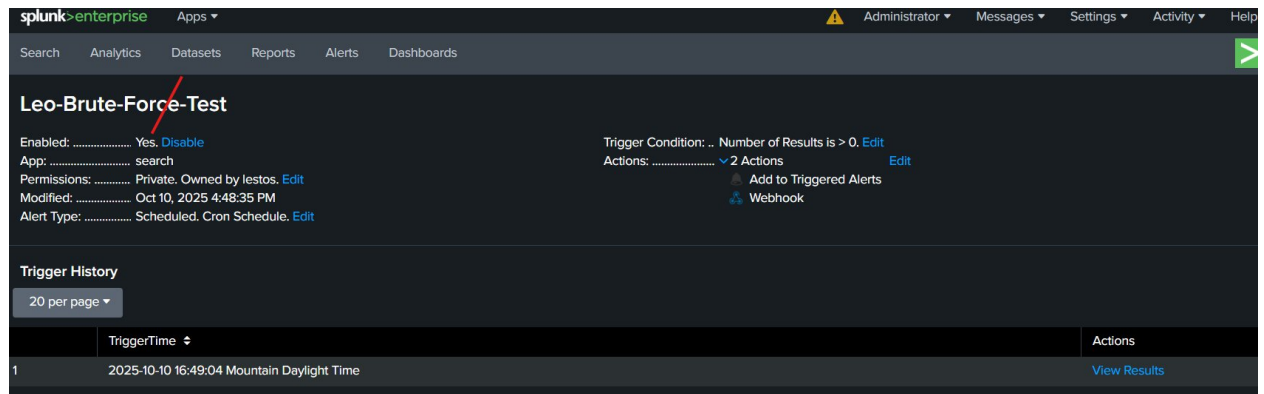 splunk>enterprise Apps ▾ Administrator ▾ Messages ▾ Settings ▾ Activity ▾ Help
Search Analytics Datasets Reports Alerts Dashboards
Leo-Brute-Force-Test
Enabled: ................... Yes. Disable
App: ........................... search
Permissions: ............ Private. Owned by lestos. Edit
Modified: ................... Oct 10, 2025 4:48:35 PM
Alert Type: ................ Scheduled. Cron Schedule. Edit
Trigger Condition: .. Number of Results is > 0. Edit
Actions: ..................... 2 Actions Edit
Add to Triggered Alerts
Webhook
Trigger History
20 per page ▾
TriggerTime Actions
1 2025-10-10 16:49:04 Mountain Daylight Time View Results